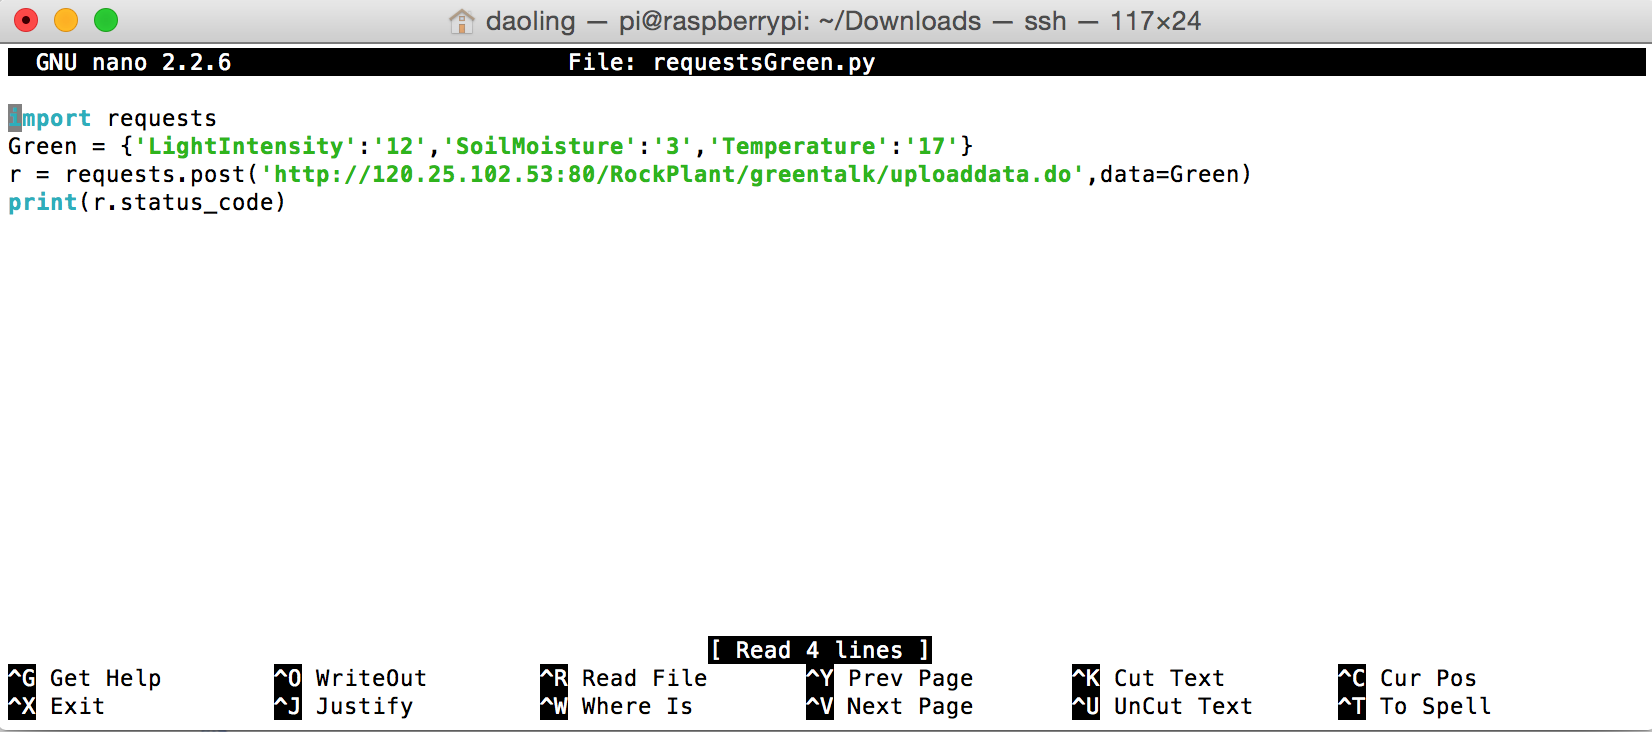 daoling — pi@raspberrypi: ~/Downloads — ssh — 117×24
GNU nano 2.2.6 File: requestsGreen.py
import requests
Green = {'LightIntensity':'12','SoilMoisture':'3','Temperature':'17'}
r = requests.post('http://120.25.102.53:80/RockPlant/greentalk/uploaddata.do',data=Green)
print(r.status_code)
[ Read 4 lines ]
^G Get Help ^O WriteOut ^R Read File ^Y Prev Page ^K Cut Text ^C Cur Pos
^X Exit ^J Justify ^W Where Is ^V Next Page ^U UnCut Text ^T To Spell